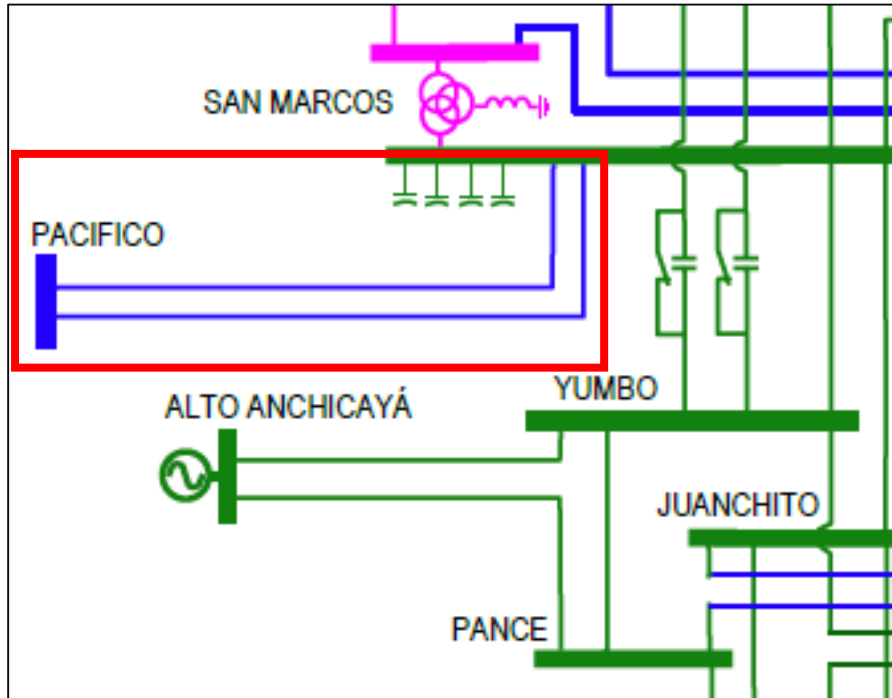 SAN MARCOS
PACIFICO
ALTO ANCHICAYÁ
YUMBO
JUANCHITO
PANCE